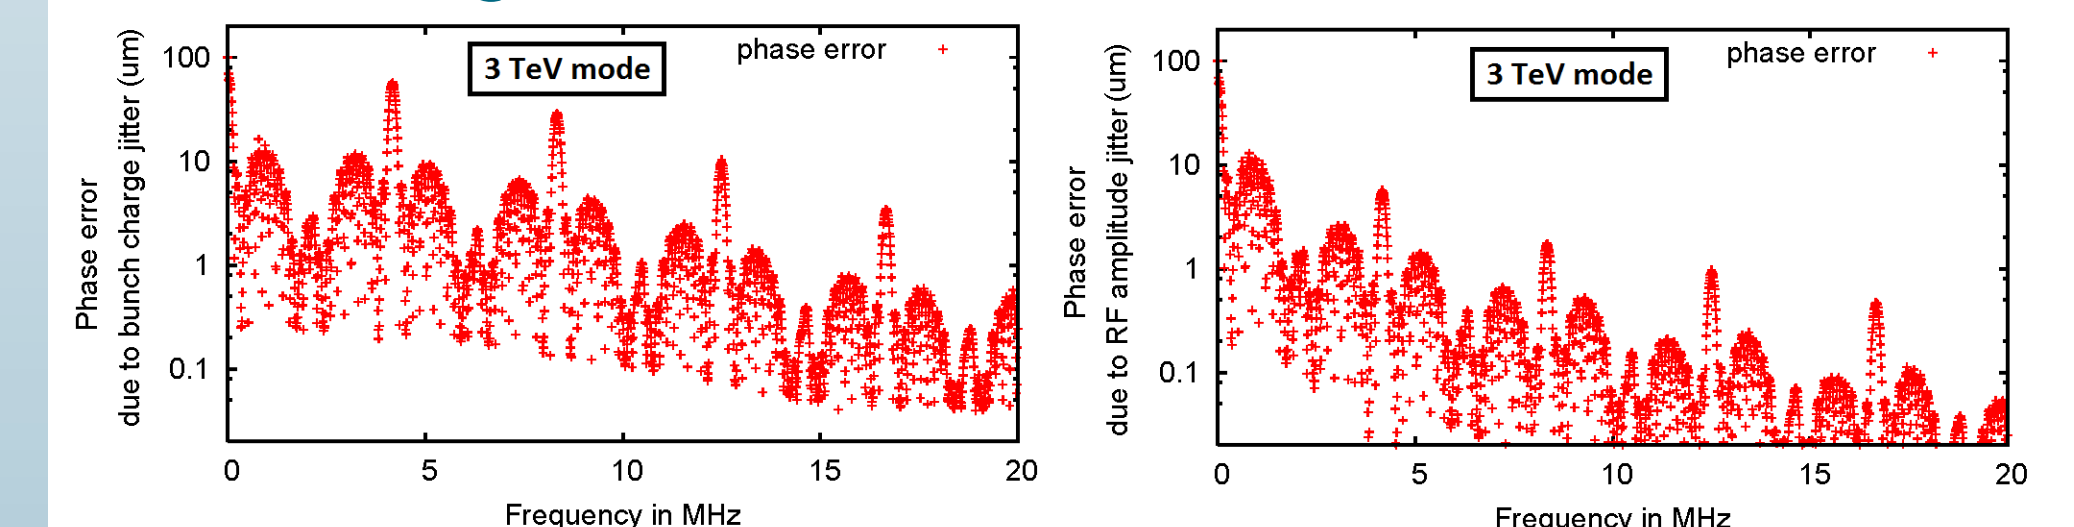 Phase error
due to bunch charge jitter (um)
100
10
1
0.1
3 TeV mode
phase error
0
5
10
15
20
Frequency in MHz
Phase error
due to RF amplitude jitter (um)
100
10
1
0.1
3 TeV mode
phase error
0
5
10
15
20
Frequency in MHz